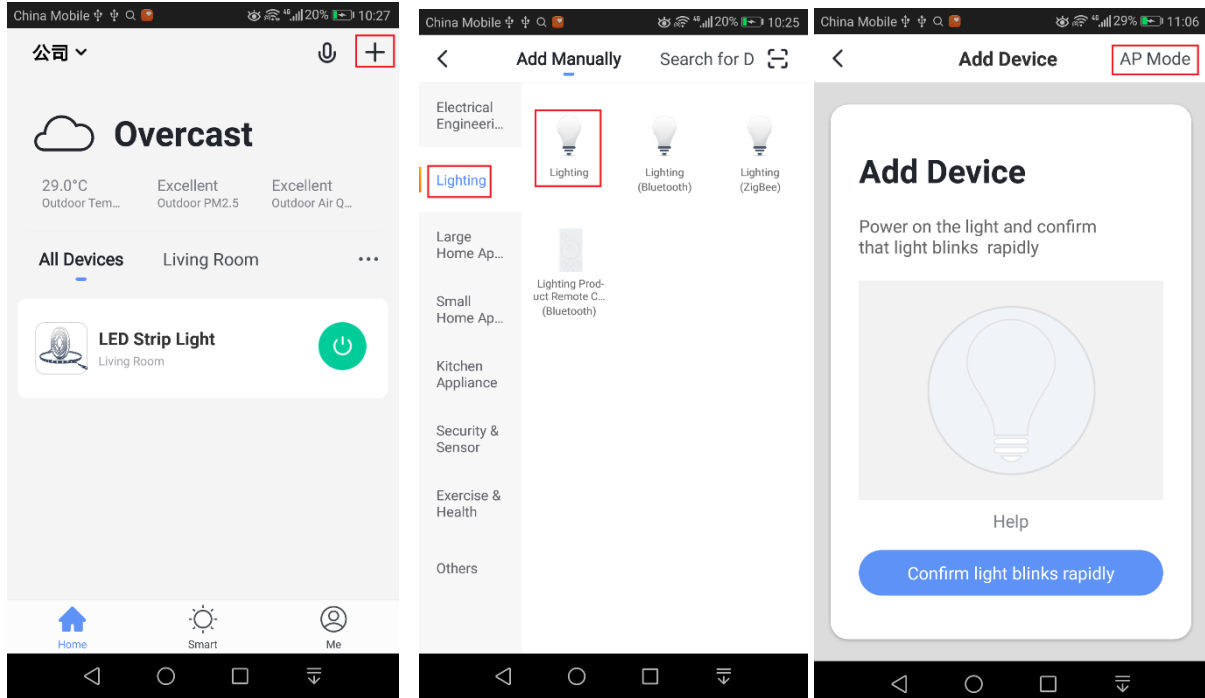 China Mobile 46 20% 10:27
公司
Overcast
29.0°C Excellent Excellent
Outdoor Tem... Outdoor PM2.5 Outdoor Air Q...
All Devices Living Room ...
LED Strip Light
Living Room
Home Smart Me
China Mobile 46 20% 10:25
Add Manually Search for D
Electrical
Engineeri...
Lighting
Large
Home Ap...
Small
Home Ap...
Kitchen
Appliance
Security &
Sensor
Exercise &
Health
Others
Lighting
Lighting
(Bluetooth)
Lighting
(ZigBee)
Lighting Prod-
uct Remote C...
(Bluetooth)
China Mobile 46 29% 11:06
Add Device AP Mode
Add Device
Power on the light and confirm
that light blinks rapidly
Help
Confirm light blinks rapidly